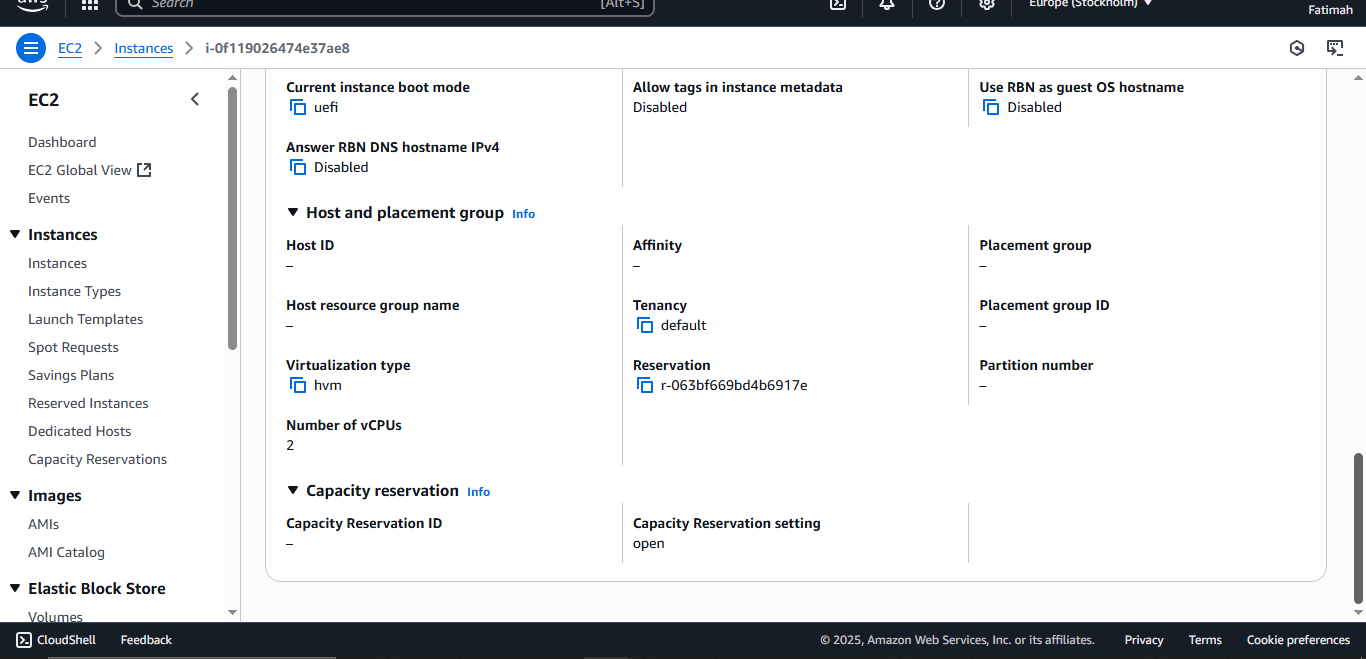 aws
Search
[Alt+S]
Europe (Stockholm)
Fatimah
EC2
Instances
i-0f119026474e37ae8
EC2
Dashboard
EC2 Global View
Events
Instances
Instances
Instance Types
Launch Templates
Spot Requests
Savings Plans
Reserved Instances
Dedicated Hosts
Capacity Reservations
Images
AMIs
AMI Catalog
Elastic Block Store
Volumes
Current instance boot mode
uefi
Allow tags in instance metadata
Disabled
Use RBN as guest OS hostname
Disabled
Answer RBN DNS hostname IPv4
Disabled
Host and placement group Info
Host ID
–
Affinity
–
Placement group
–
Host resource group name
–
Tenancy
default
Placement group ID
–
Virtualization type
hvm
Reservation
r-063bf669bd4b6917e
Partition number
–
Number of vCPUs
2
Capacity reservation Info
Capacity Reservation ID
–
Capacity Reservation setting
open
CloudShell
Feedback
© 2025, Amazon Web Services, Inc. or its affiliates.
Privacy
Terms
Cookie preferences